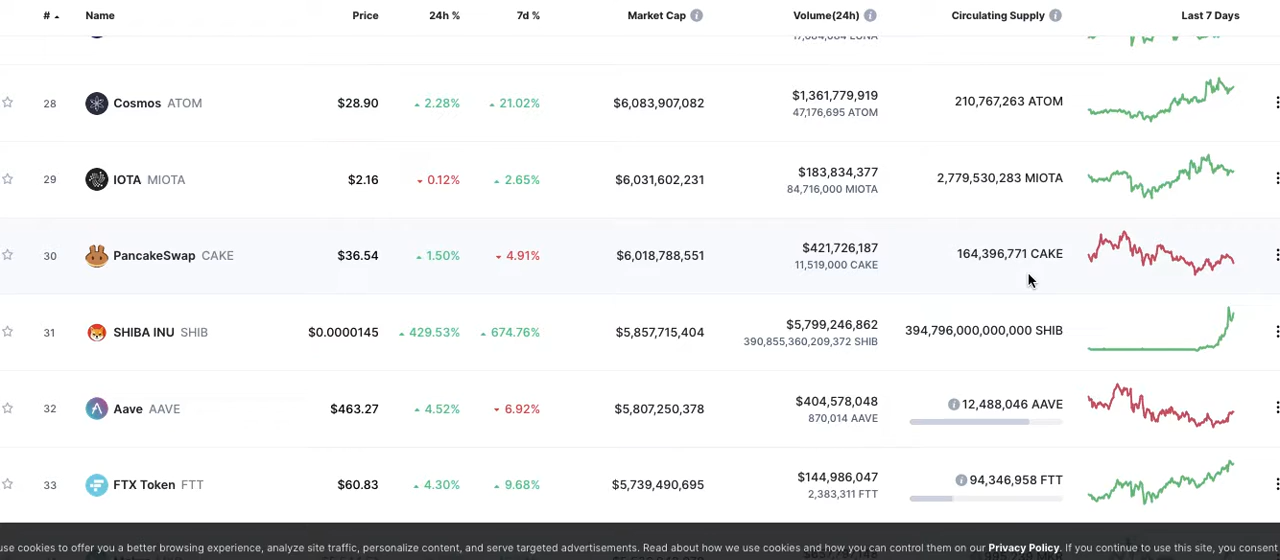 # Name Price 24h % 7d % Market Cap Volume(24h) Circulating Supply Last 7 Days
28 Cosmos ATOM $28.90 2.28% 21.02% $6,083,907,082 $1,361,779,919 210,767,263 ATOM
47,176,695 ATOM
29 IOTA MIOTA $2.16 0.12% 2.65% $6,031,602,231 $183,834,377 2,779,530,283 MIOTA
84,716,000 MIOTA
30 PancakeSwap CAKE $36.54 1.50% 4.91% $6,018,788,551 $421,726,187 164,396,771 CAKE
11,519,000 CAKE
31 SHIBA INU SHIB $0.0000145 429.53% 674.76% $5,857,715,404 $5,799,246,862 394,796,000,000,000 SHIB
390,855,360,209,372 SHIB
32 Aave AAVE $463.27 4.52% 6.92% $5,807,250,378 $404,578,048 12,488,046 AAVE
870,014 AAVE
33 FTX Token FTT $60.83 4.30% 9.68% $5,739,490,695 $144,986,047 94,346,958 FTT
2,383,311 FTT
use cookies to offer you a better browsing experience, analyze site traffic, personalize content, and serve targeted advertisements. Read about how we use cookies and how you can control them on our Privacy Policy. If you continue to use this site, you consent